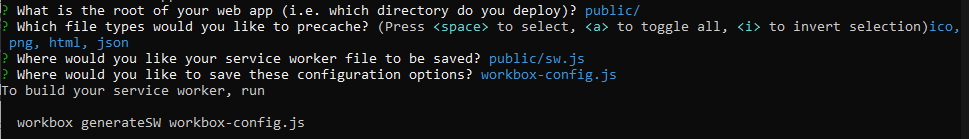 ? What is the root of your web app (i.e. which directory do you deploy)? public/
? Which file types would you like to precache? (Press <space> to select, <a> to toggle all, <i> to invert selection)ico,
png, html, json
? Where would you like your service worker file to be saved? public/sw.js
? Where would you like to save these configuration options? workbox-config.js
To build your service worker, run
workbox generateSW workbox-config.js